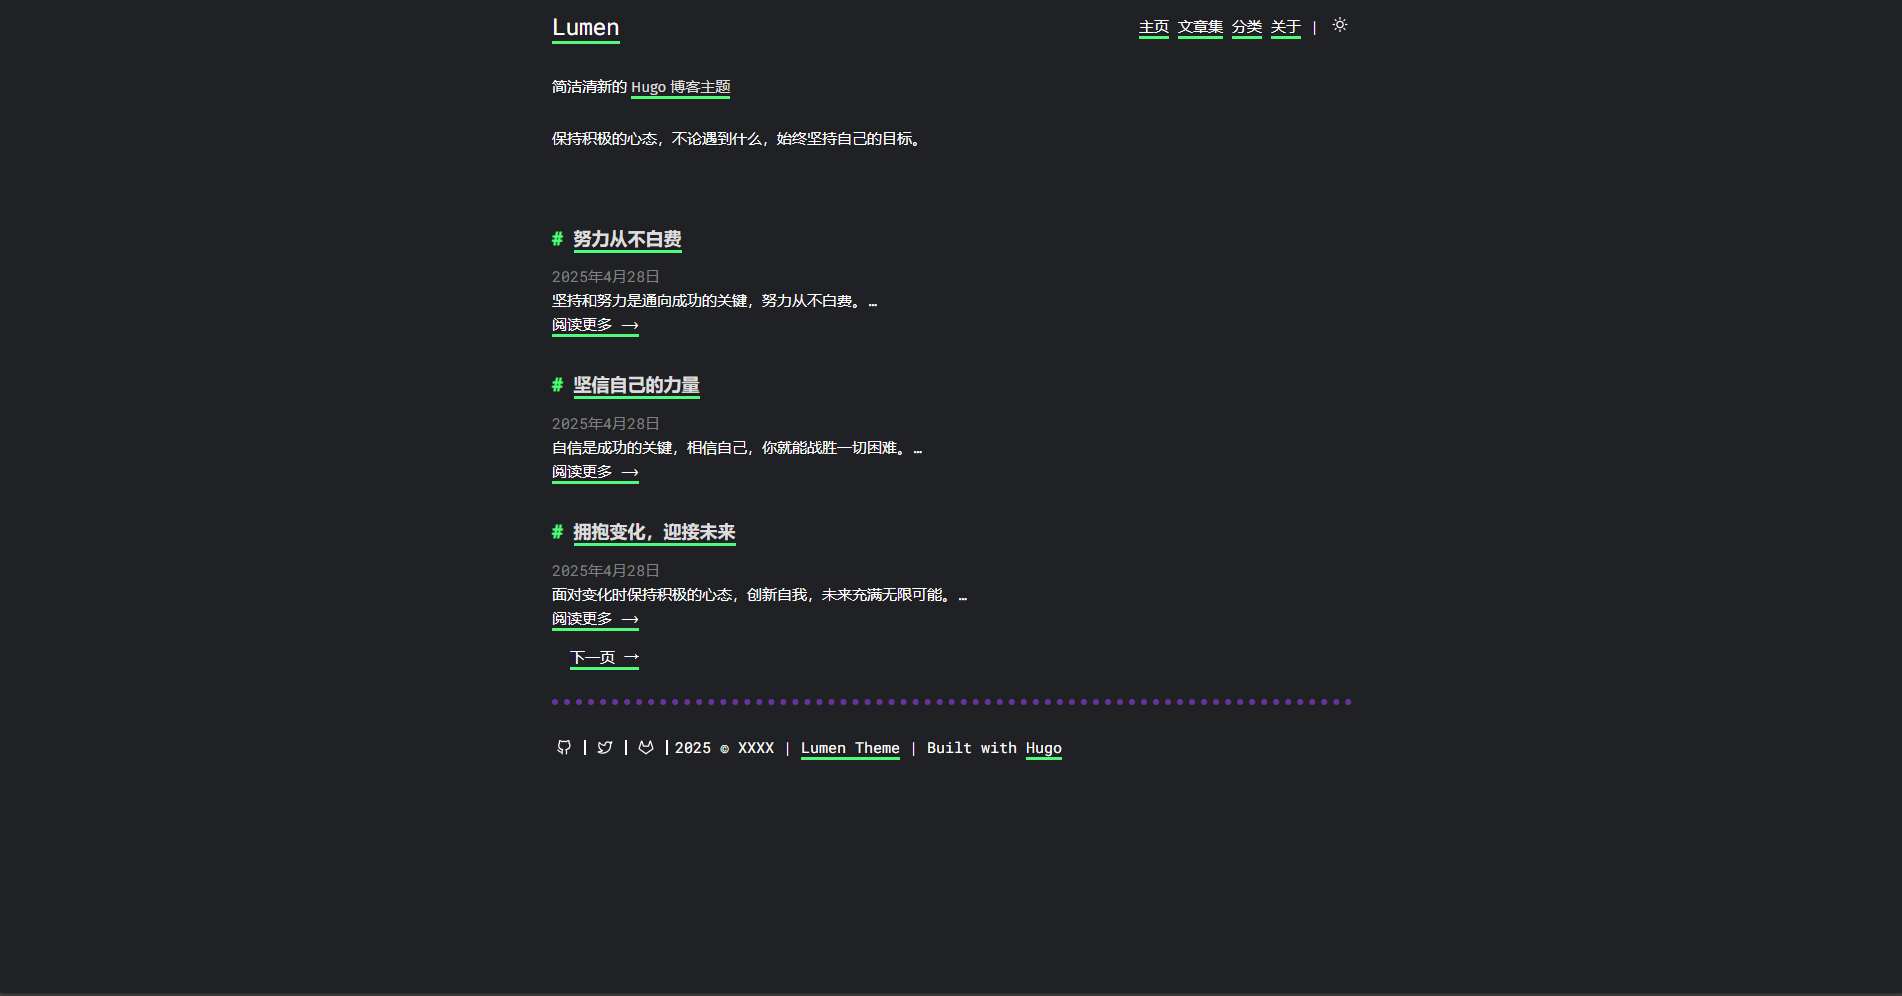 Lumen
主页 文章集 分类 关于 |
简洁清新的 Hugo 博客主题
保持积极的心态，不论遇到什么，始终坚持自己的目标。
# 努力从不白费
2025年4月28日
坚持和努力是通向成功的关键，努力从不白费。…
阅读更多 ⟶
# 坚信自己的力量
2025年4月28日
自信是成功的关键，相信自己，你就能战胜一切困难。…
阅读更多 ⟶
# 拥抱变化，迎接未来
2025年4月28日
面对变化时保持积极的心态，创新自我，未来充满无限可能。…
阅读更多 ⟶
下一页 →
| | | 2025 © XXXX | Lumen Theme | Built with Hugo